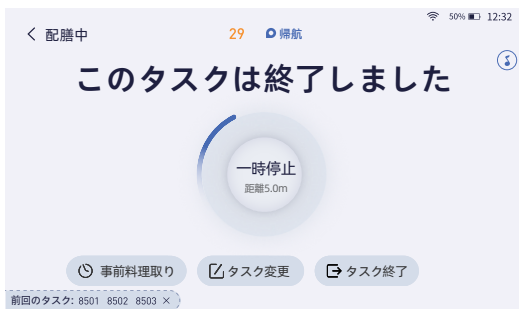 50% 12:32
配膳中
29 帰航
このタスクは終了しました
一時停止
距離5.0m
事前料理取り
タスク変更
タスク終了
前回のタスク: 8501 8502 8503 ×